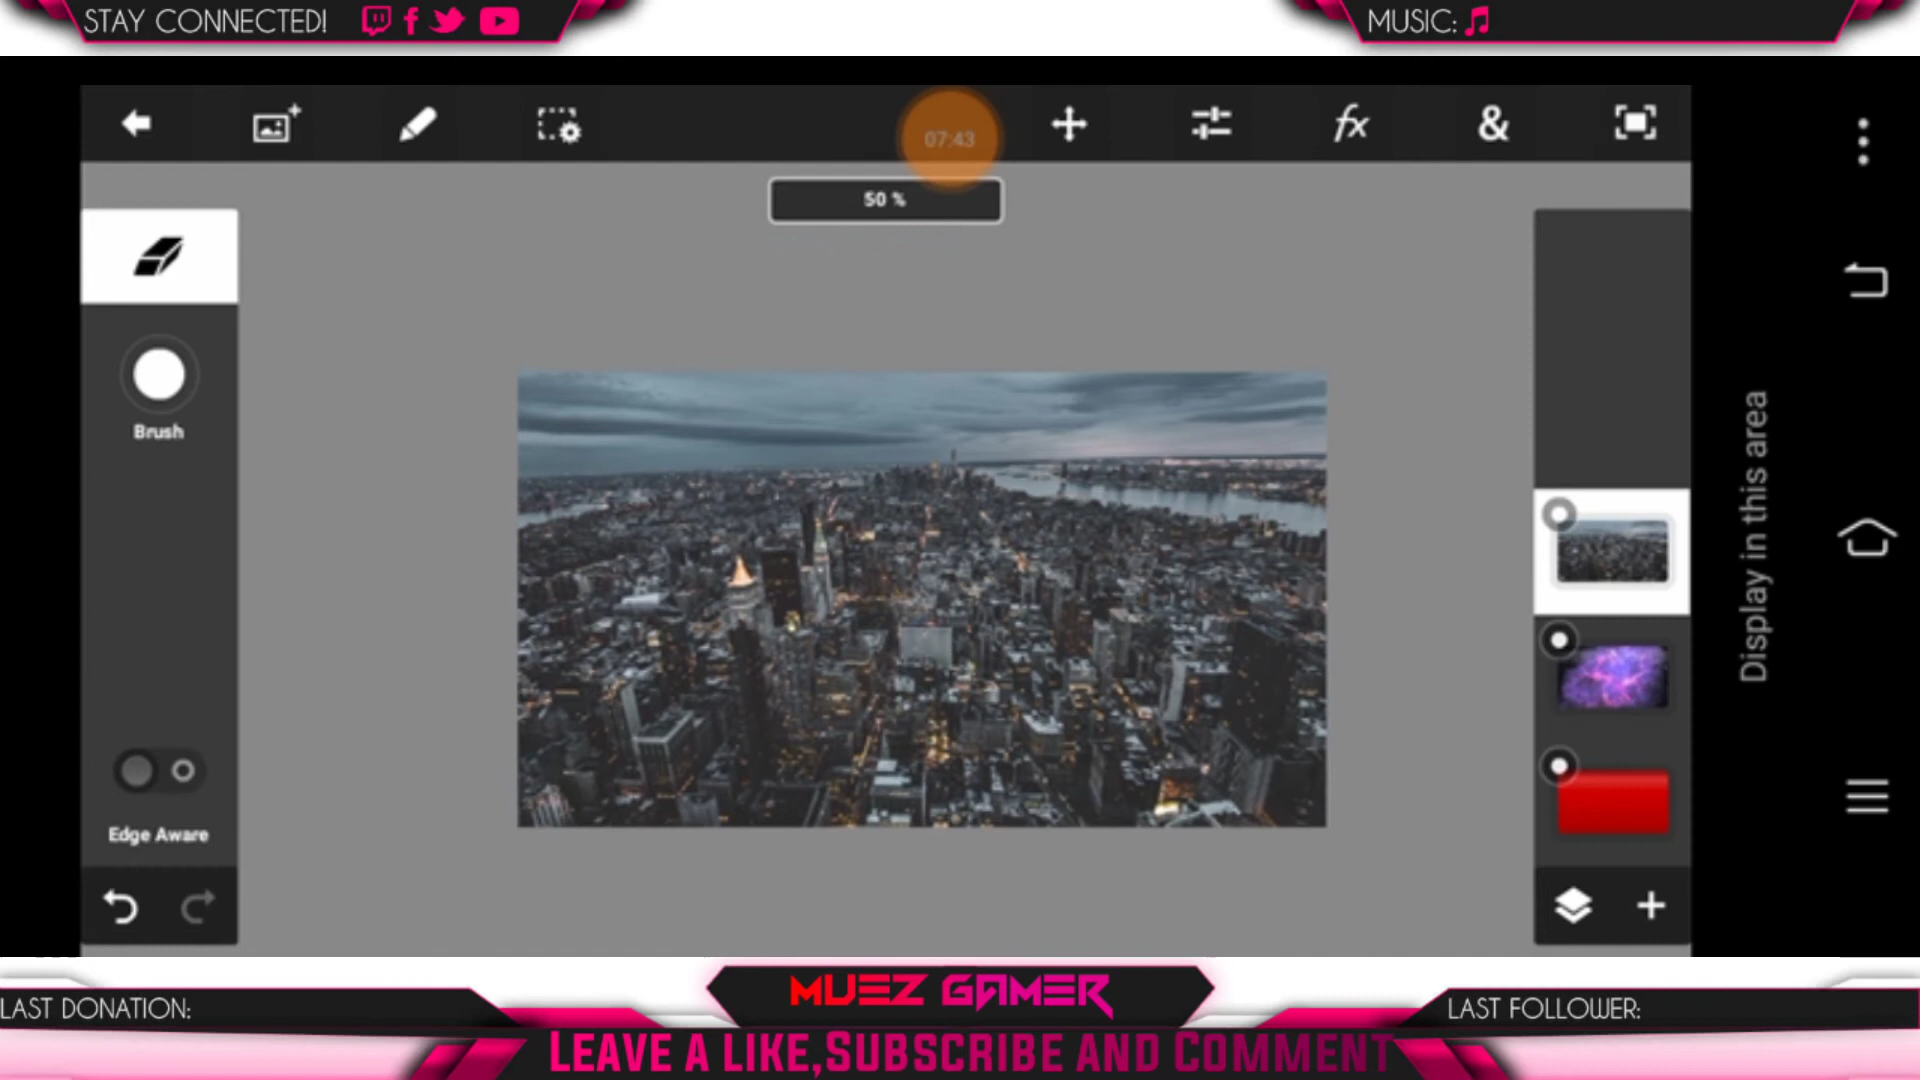 STAY CONNECTED!
MUSIC:
07:43
fx
&
50 %
Brush
Edge Aware
Display in this area
LAST DONATION:
MUEZ GAMER
LAST FOLLOWER:
LEAVE A LIKE,SUBSCRIBE AND COMMENT